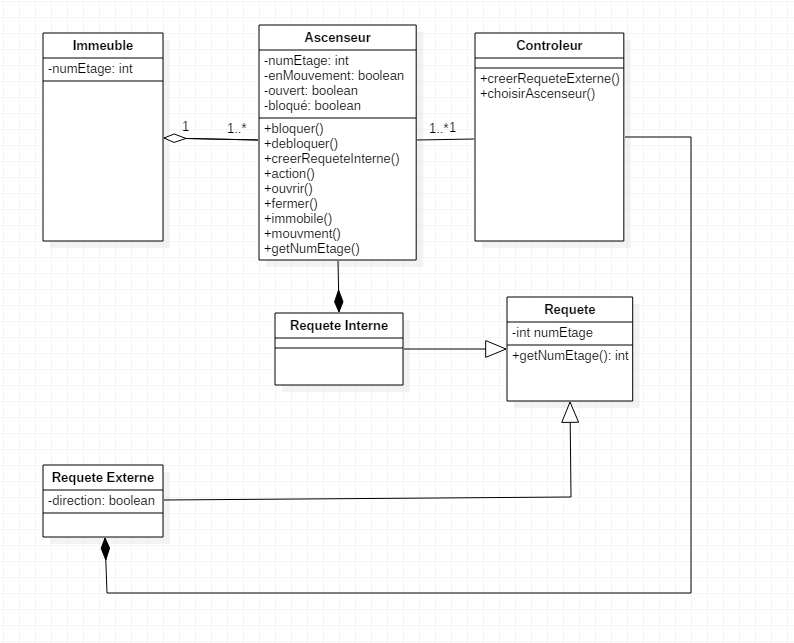 Immeuble
-numEtage: int
1
1..*
Ascenseur
-numEtage: int
-enMouvement: boolean
-ouvert: boolean
-bloqué: boolean
+bloquer()
+debloquer()
+creerRequeteInterne()
+action()
+ouvrir()
+fermer()
+immobile()
+mouvment()
+getNumEtage()
1..*1
Controleur
+creerRequeteExterne()
+choisirAscenseur()
Requete Interne
Requete
-int numEtage
+getNumEtage(): int
Requete Externe
-direction: boolean